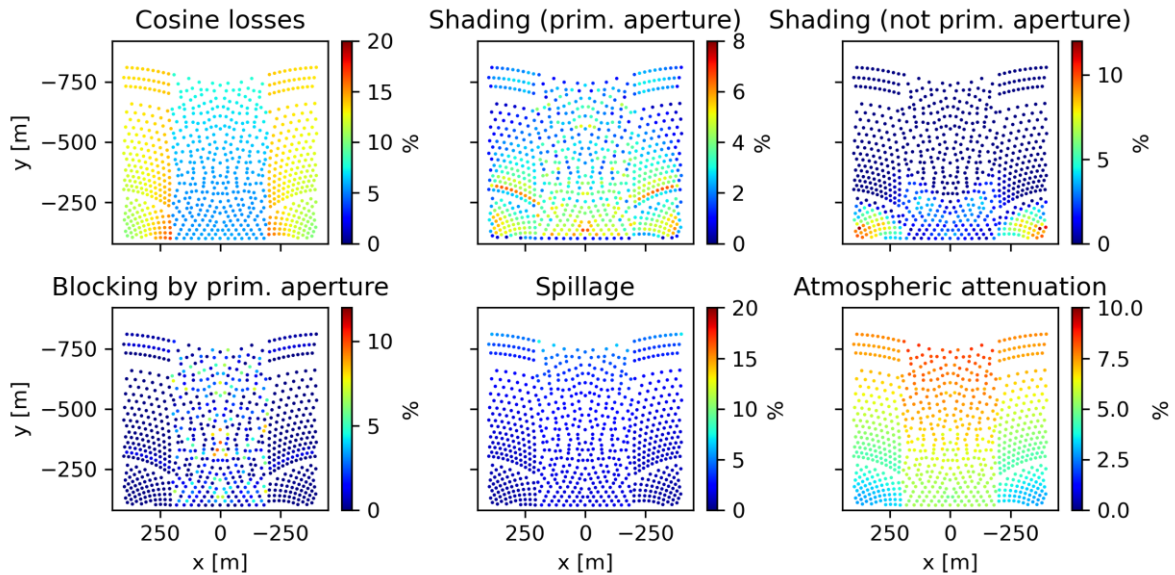 Cosine losses
Shading (prim. aperture)
Shading (not prim. aperture)
20
15
10
5
0
%
8
6
4
2
0
%
10
5
0
%
−750
−500
−250
y [m]
Blocking by prim. aperture
Spillage
Atmospheric attenuation
10
5
0
%
20
15
10
5
0
%
10.0
7.5
5.0
2.5
0.0
%
−750
−500
−250
y [m]
250 0 −250
x [m]
250 0 −250
x [m]
250 0 −250
x [m]